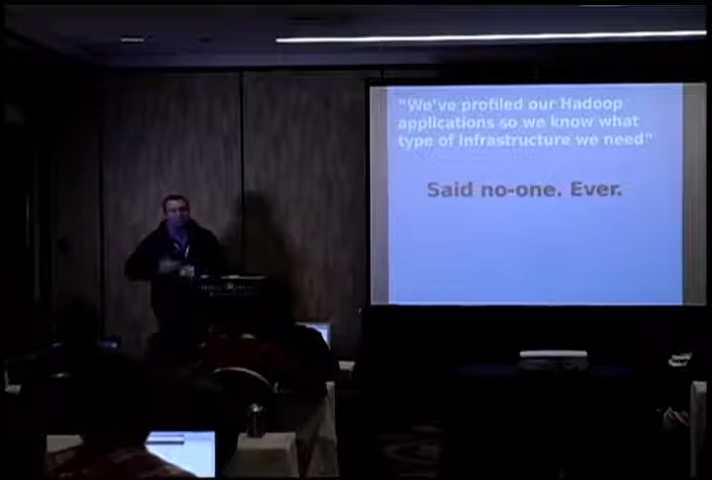 "We've profiled our Hadoop
applications so we know what
type of infrastructure we need"
Said no-one. Ever.